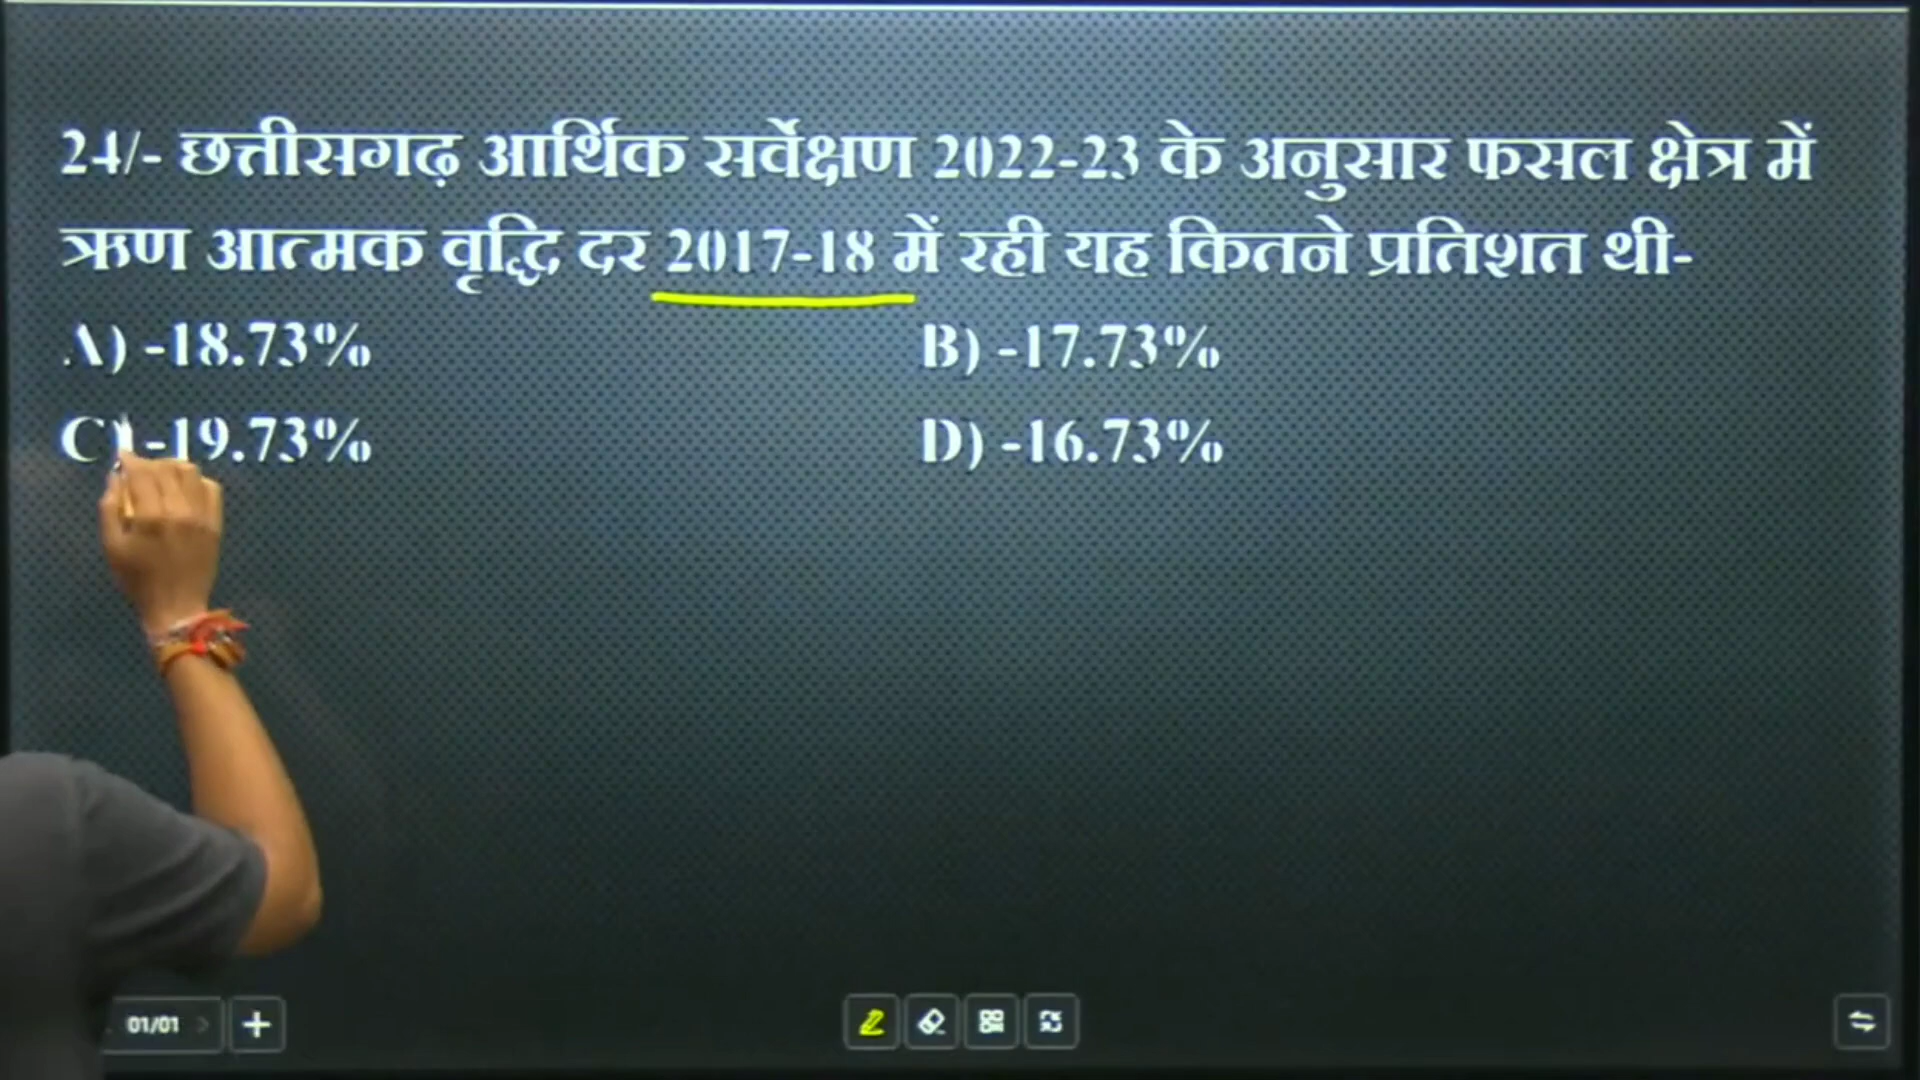 24/- छत्तीसगढ़ आर्थिक सर्वेक्षण 2022-23 के अनुसार फसल क्षेत्र में
ऋण आत्मक वृद्धि दर 2017-18 में रही यह कितने प्रतिशत थी-
A) -18.73% B) -17.73%
C) -19.73% D) -16.73%
01/01